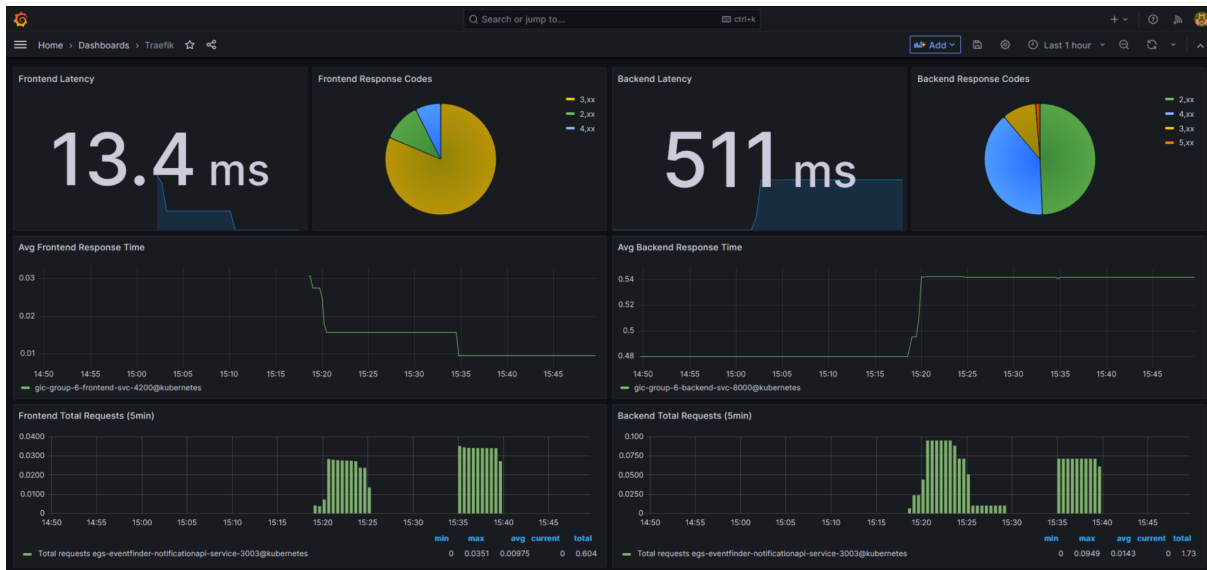 Search or jump to... ctrl+k
Home › Dashboards › Traefik Add Last 1 hour
Frontend Latency
13.4 ms
Frontend Response Codes
3,xx
2,xx
4,xx
Backend Latency
511 ms
Backend Response Codes
2,xx
4,xx
3,xx
5,xx
Avg Frontend Response Time
0.03
0.02
0.01
14:50 14:55 15:00 15:05 15:10 15:15 15:20 15:25 15:30 15:35 15:40 15:45
gic-group-6-frontend-svc-4200@kubernetes
Avg Backend Response Time
0.54
0.52
0.5
0.48
14:50 14:55 15:00 15:05 15:10 15:15 15:20 15:25 15:30 15:35 15:40 15:45
gic-group-6-backend-svc-8000@kubernetes
Frontend Total Requests (5min)
0.0400
0.0300
0.0200
0.0100
0
14:50 14:55 15:00 15:05 15:10 15:15 15:20 15:25 15:30 15:35 15:40 15:45
min max avg current total
Total requests egs-eventfinder-notificationapi-service-3003@kubernetes 0 0.0351 0.00975 0 0.604
Backend Total Requests (5min)
0.100
0.0750
0.0500
0.0250
0
14:50 14:55 15:00 15:05 15:10 15:15 15:20 15:25 15:30 15:35 15:40 15:45
min max avg current total
Total requests egs-eventfinder-notificationapi-service-3003@kubernetes 0 0.0949 0.0143 0 1.73